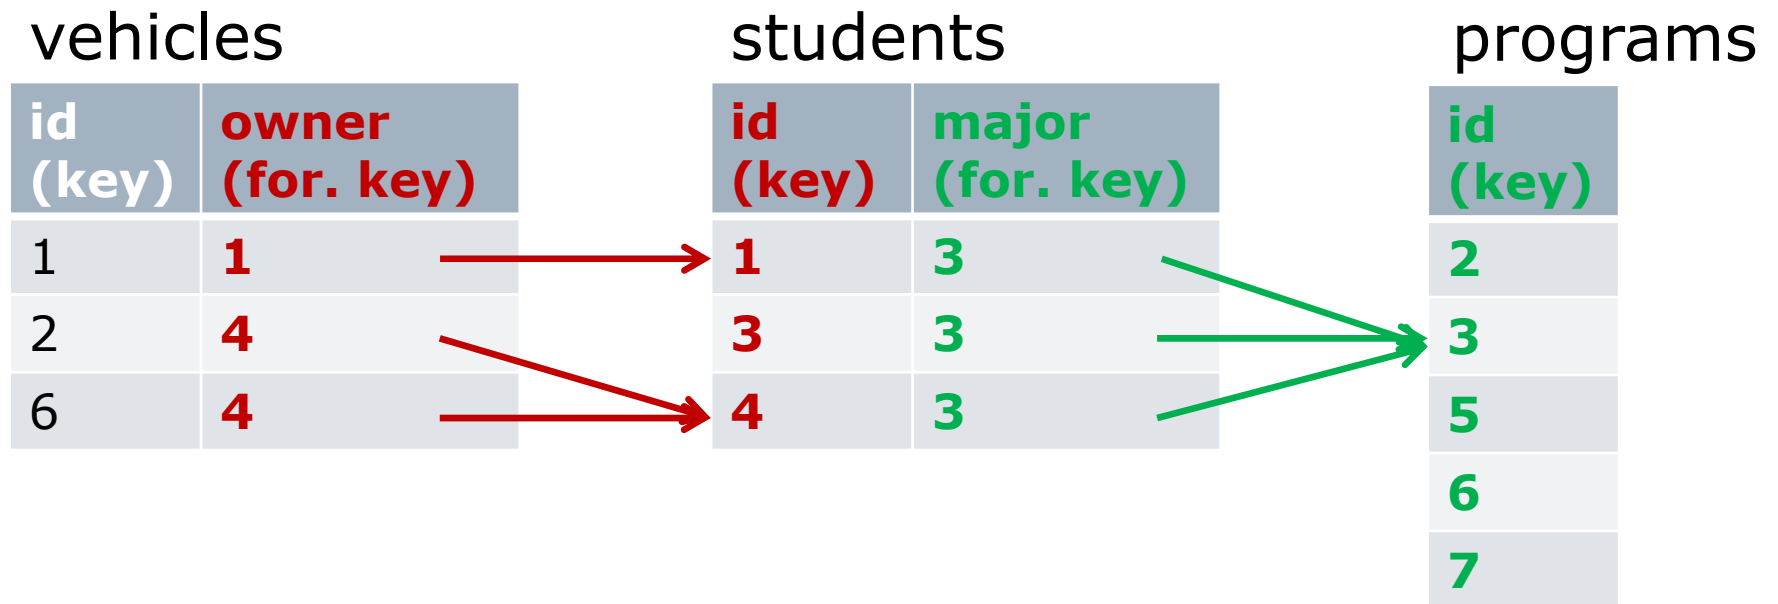 vehicles students programs
id (key) owner (for. key) id (key) major (for. key) id (key)
1 1 1 3 2
2 4 3 3 3
6 4 4 3 5
6
7